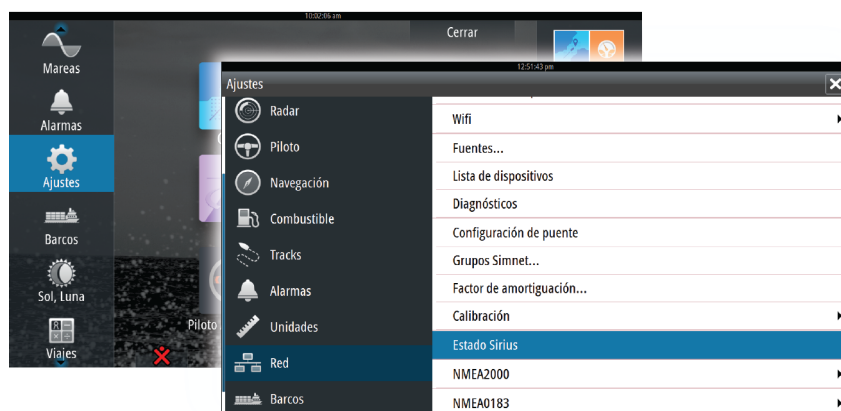 10:02:06 am
Cerrar
Mareas
Alarmas
Ajustes
Barcos
Sol, Luna
Viajes
Piloto
12:51:43 pm
Ajustes
Radar
Piloto
Navegación
Combustible
Tracks
Alarmas
Unidades
Red
Barcos
Wifi
Fuentes...
Lista de dispositivos
Diagnósticos
Configuración de puente
Grupos Simnet...
Factor de amortiguación...
Calibración
Estado Sirius
NMEA2000
NMEA0183